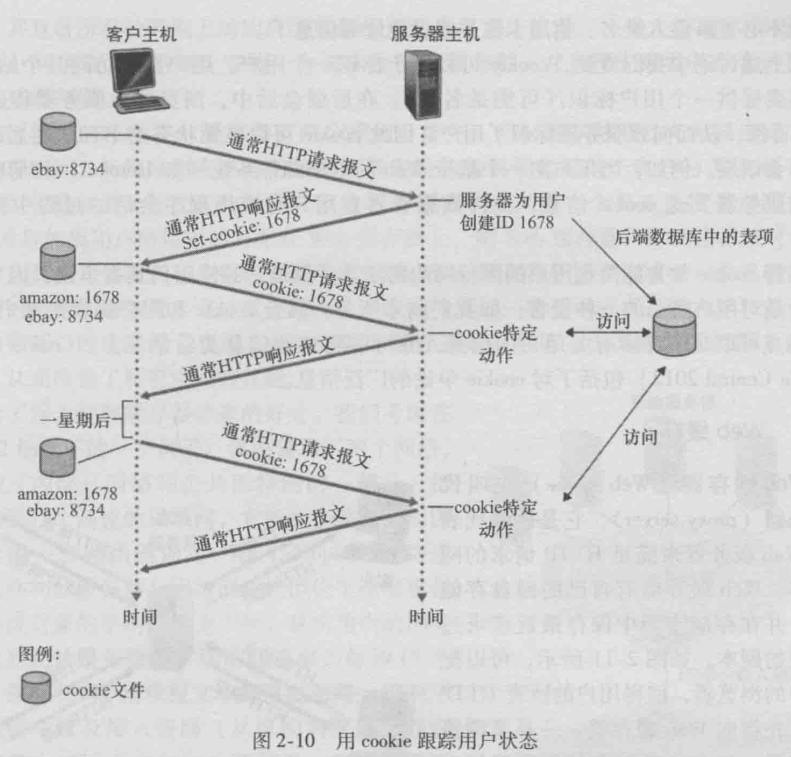 客户主机
服务器主机
ebay:8734
通常HTTP请求报文
服务器为用户
创建ID 1678
通常HTTP响应报文
Set-cookie: 1678
后端数据库中的表项
amazon: 1678
ebay: 8734
通常HTTP请求报文
cookie: 1678
cookie特定
动作
访问
通常HTTP响应报文
一星期后
访问
通常HTTP请求报文
cookie: 1678
amazon: 1678
ebay: 8734
cookie特定
动作
通常HTTP响应报文
时间
时间
图例:
cookie文件
图 2-10 用 cookie 跟踪用户状态